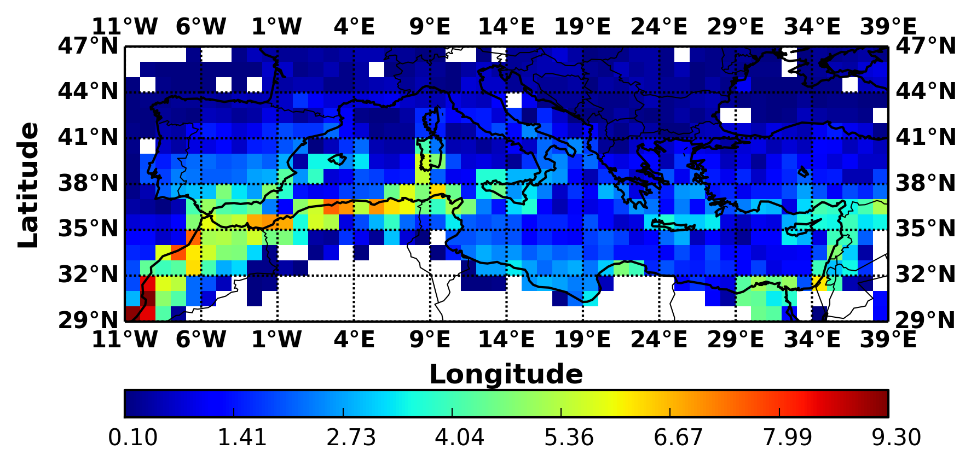 11°W 6°W 1°W 4°E 9°E 14°E 19°E 24°E 29°E 34°E 39°E
47°N 47°N
44°N 44°N
41°N 41°N
38°N 38°N
35°N 35°N
32°N 32°N
29°N 29°N
Latitude
11°W 6°W 1°W 4°E 9°E 14°E 19°E 24°E 29°E 34°E 39°E
Longitude
0.10 1.41 2.73 4.04 5.36 6.67 7.99 9.30